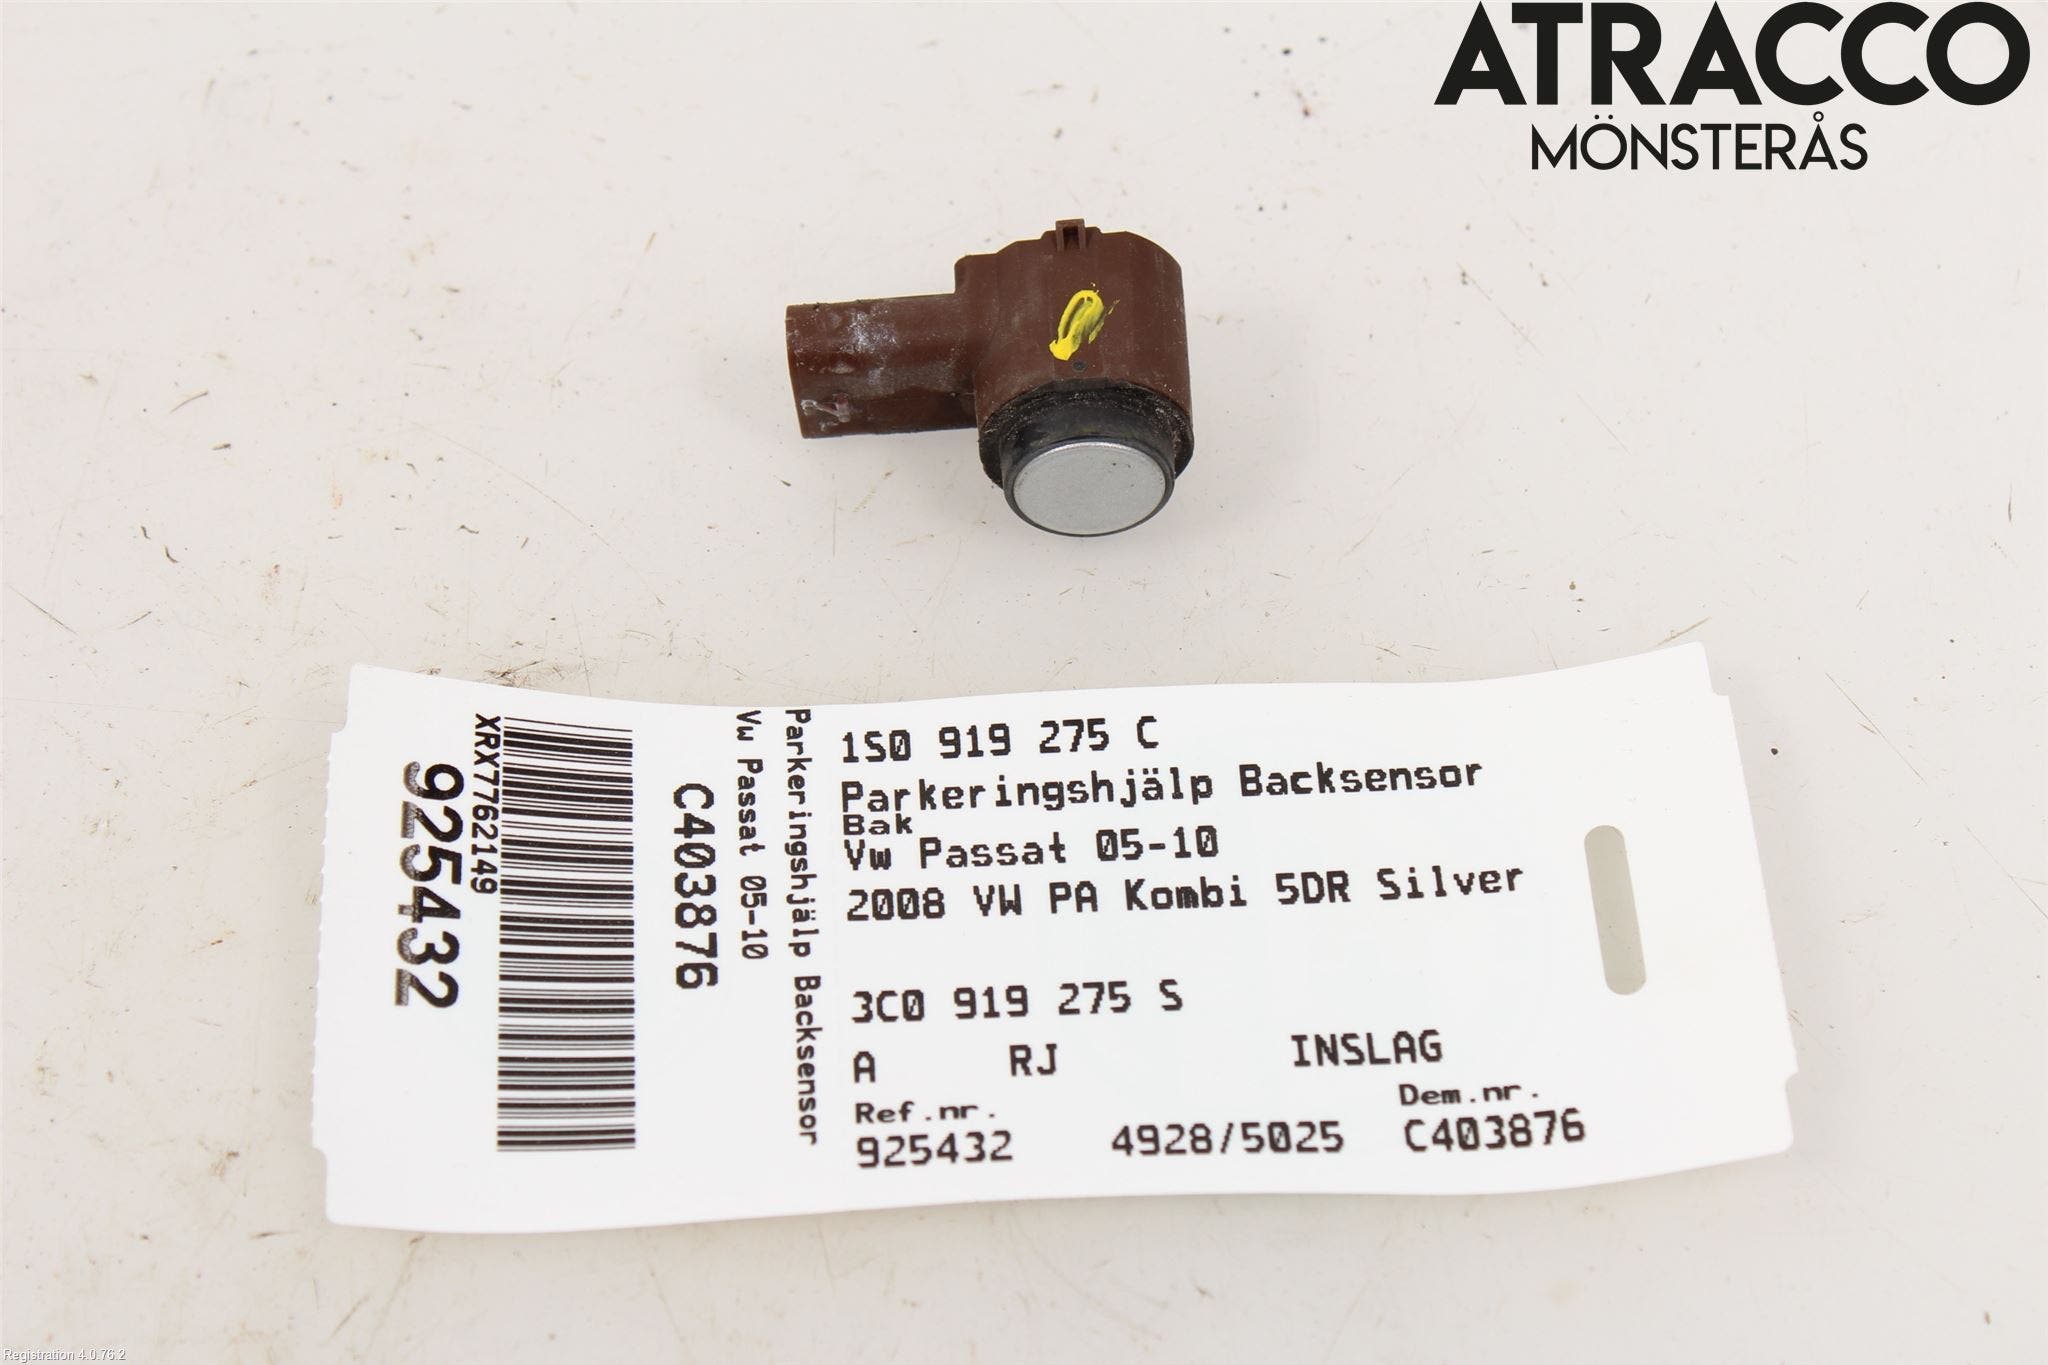 ATRACCO
MÖNSTERÅS
1S0 919 275 C
Parkeringshjälp Backsensor
Bak
Vw Passat 05-10
2008 VW PA Kombi 5DR Silver
3C0 919 275 S
A RJ INSLAG
Ref.nr. Dem.nr.
925432 4928/5025 C403876
Parkeringshjälp Backsensor
Vw Passat 05-10
C403876
XRX7762149
925432
Registration 4.0.76.2